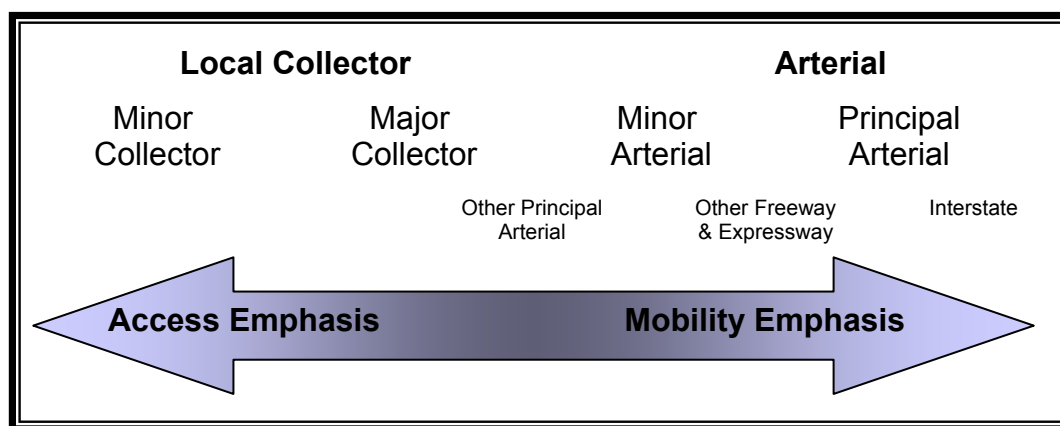 Local Collector Arterial
Minor Major Minor Principal
Collector Collector Arterial Arterial
Other Principal Other Freeway Interstate
Arterial & Expressway
Access Emphasis Mobility Emphasis